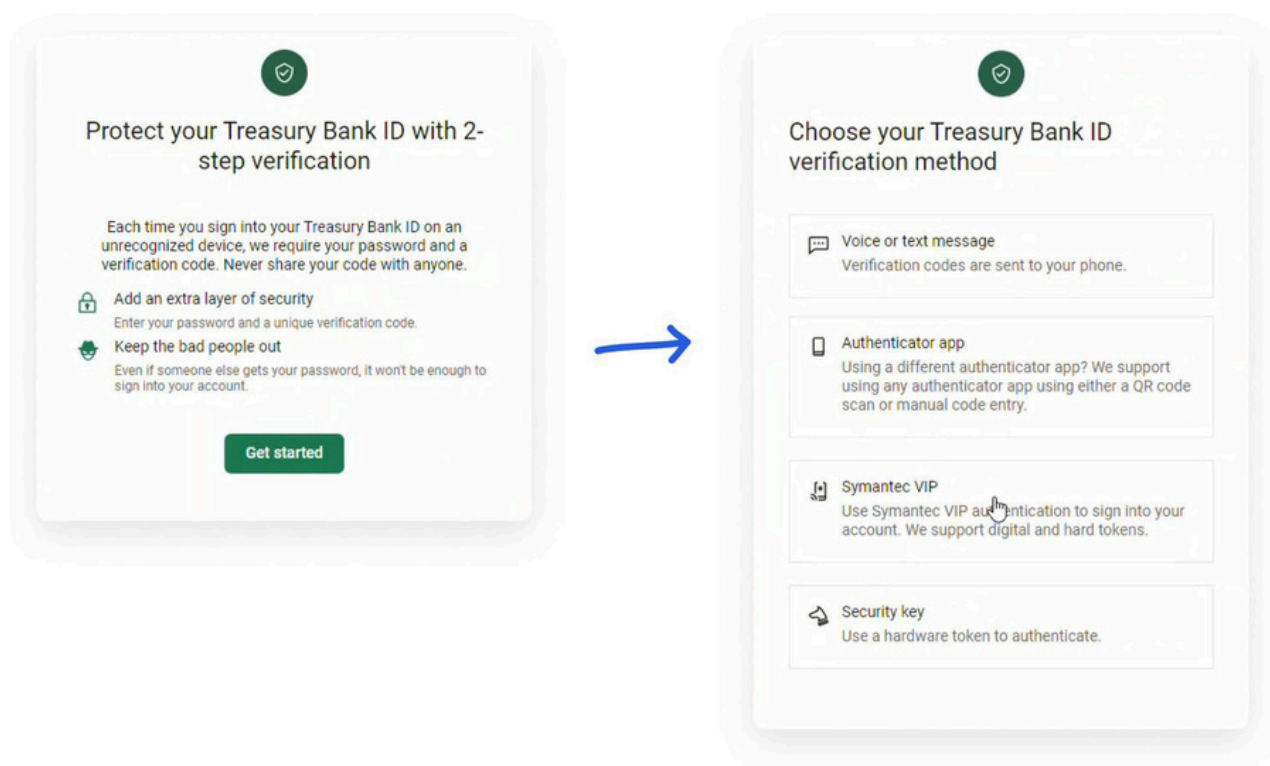 Protect your Treasury Bank ID with 2-
step verification
Each time you sign into your Treasury Bank ID on an
unrecognized device, we require your password and a
verification code. Never share your code with anyone.
Add an extra layer of security
Enter your password and a unique verification code.
Keep the bad people out
Even if someone else gets your password, it won't be enough to
sign into your account.
Get started
Choose your Treasury Bank ID
verification method
Voice or text message
Verification codes are sent to your phone.
Authenticator app
Using a different authenticator app? We support
using any authenticator app using either a QR code
scan or manual code entry.
Symantec VIP
Use Symantec VIP authentication to sign into your
account. We support digital and hard tokens.
Security key
Use a hardware token to authenticate.